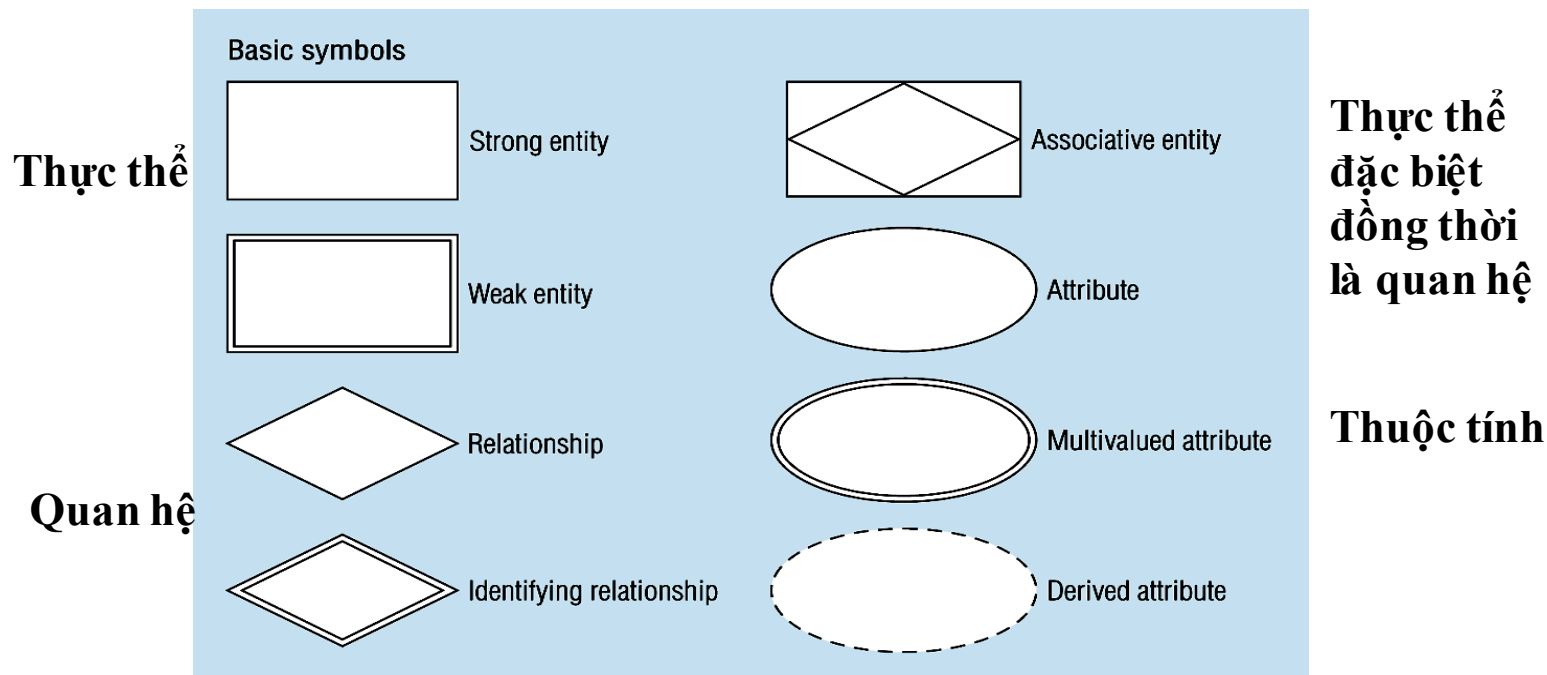 Basic symbols
Thực thể
Strong entity
Weak entity
Quan hệ
Relationship
Identifying relationship
Associative entity
Attribute
Multivalued attribute
Derived attribute
Thực thể
đặc biệt
đồng thời
là quan hệ
Thuộc tính